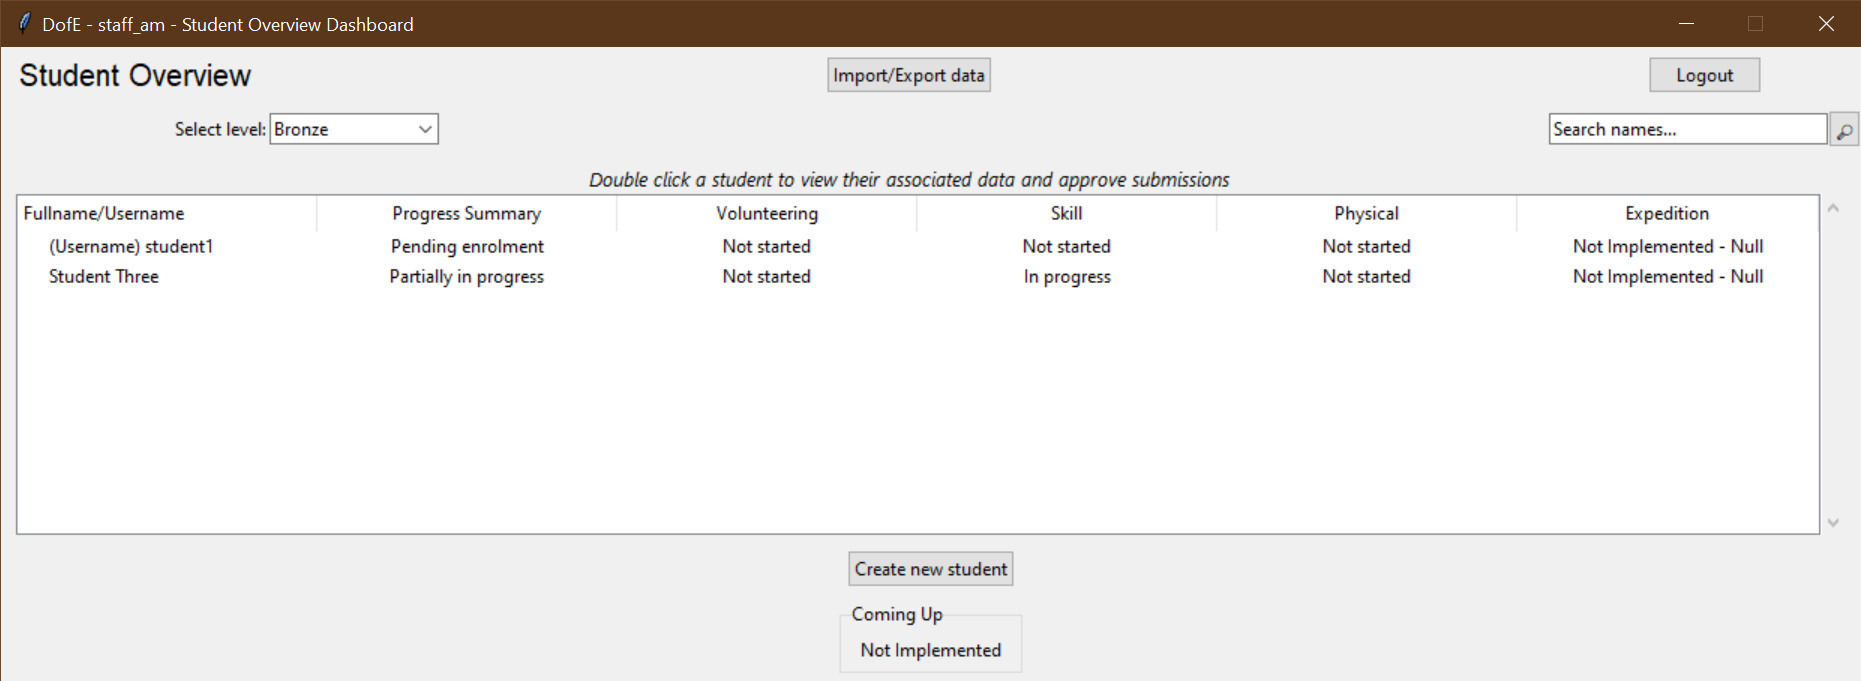 DofE - staff_am - Student Overview Dashboard
Student Overview Import/Export data Logout
Select level: Bronze Search names...
Double click a student to view their associated data and approve submissions
Fullname/Username Progress Summary Volunteering Skill Physical Expedition
(Username) student1 Pending enrolment Not started Not started Not started Not Implemented - Null
Student Three Partially in progress Not started In progress Not started Not Implemented - Null
Create new student
Coming Up
Not Implemented